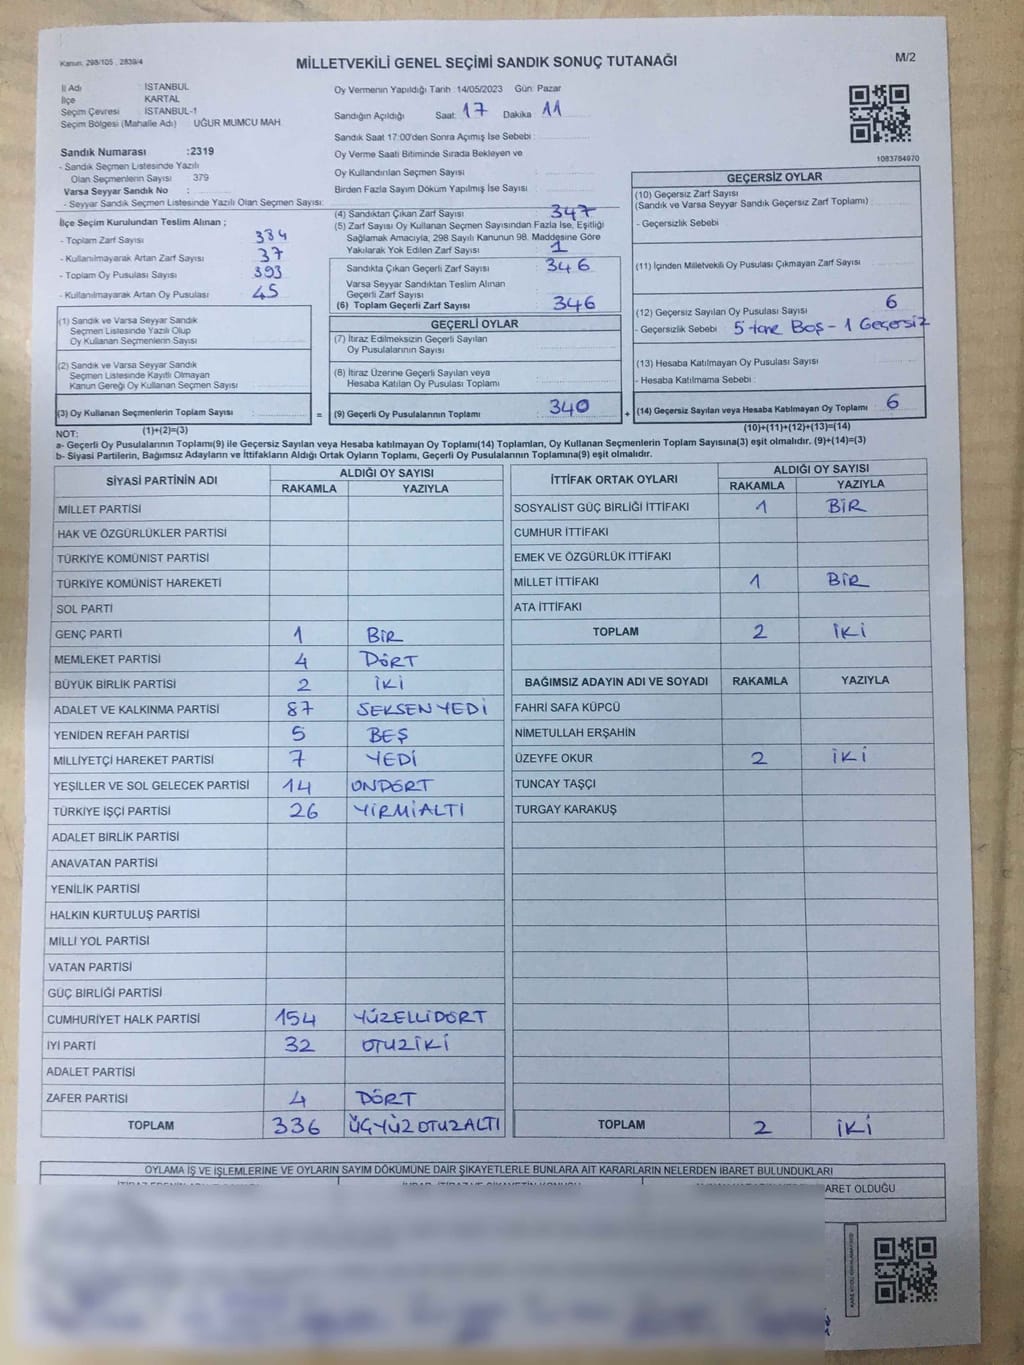 Kanun: 298/105 , 2839/4
MİLLETVEKİLİ GENEL SEÇİMİ SANDIK SONUÇ TUTANAĞI
M/2
İl Adı : İSTANBUL
İlçe : KARTAL
Seçim Çevresi : İSTANBUL-1
Seçim Bölgesi (Mahalle Adı) : UĞUR MUMCU MAH.
Sandık Numarası :2319
- Sandık Seçmen Listesinde Yazılı
Olan Seçmenlerin Sayısı : 379
Varsa Seyyar Sandık No :
- Seyyar Sandık Seçmen Listesinde Yazılı Olan Seçmen Sayısı:
İlçe Seçim Kurulundan Teslim Alınan ;
- Toplam Zarf Sayısı 384
- Kullanılmayarak Artan Zarf Sayısı 37
- Toplam Oy Pusulası Sayısı 393
- Kullanılmayarak Artan Oy Pusulası 45
(1) Sandık ve Varsa Seyyar Sandık
Seçmen Listesinde Yazılı Olup
Oy Kullanan Seçmenlerin Sayısı :
(2) Sandık ve Varsa Seyyar Sandık
Seçmen Listesinde Kayıtlı Olmayan
Kanun Gereği Oy Kullanan Seçmen Sayısı :
(3) Oy Kullanan Seçmenlerin Toplam Sayısı :
(1)+(2)=(3)
Oy Vermenin Yapıldığı Tarih :14/05/2023 Gün: Pazar
Sandığın Açıldığı Saat: 17 Dakika : 11
Sandık Saat 17:00'den Sonra Açımış İse Sebebi :
Oy Verme Saati Bitiminde Sırada Bekleyen ve
Oy Kullandırılan Seçmen Sayısı :
Birden Fazla Sayım Döküm Yapılmış İse Sayısı :
(4) Sandıktan Çıkan Zarf Sayısı : 347
(5) Zarf Sayısı Oy Kullanan Seçmen Sayısından Fazla İse, Eşitliği
Sağlamak Amacıyla, 298 Sayılı Kanunun 98. Maddesine Göre
Yakılarak Yok Edilen Zarf Sayısı : 1
Sandıkta Çıkan Geçerli Zarf Sayısı : 346
Varsa Seyyar Sandıktan Teslim Alınan
Geçerli Zarf Sayısı :
(6) Toplam Geçerli Zarf Sayısı : 346
GEÇERLİ OYLAR
(7) İtiraz Edilmeksizin Geçerli Sayılan
Oy Pusulalarının Sayısı :
(8) İtiraz Üzerine Geçerli Sayılan veya
Hesaba Katılan Oy Pusulası Toplamı :
= (9) Geçerli Oy Pusulalarının Toplamı : 340
1083784970
GEÇERSİZ OYLAR
(10) Geçersiz Zarf Sayısı
(Sandık ve Varsa Seyyar Sandık Geçersiz Zarf Toplamı) :
- Geçersizlik Sebebi :
(11) İçinden Milletvekili Oy Pusulası Çıkmayan Zarf Sayısı :
(12) Geçersiz Sayılan Oy Pusulası Sayısı : 6
- Geçersizlik Sebebi : 5 tane Boş - 1 Geçersiz
(13) Hesaba Katılmayan Oy Pusulası Sayısı :
- Hesaba Katılmama Sebebi :
+ (14) Geçersiz Sayılan veya Hesaba Katılmayan Oy Toplamı : 6
(10)+(11)+(12)+(13)=(14)
NOT:
a- Geçerli Oy Pusulalarının Toplamı(9) ile Geçersiz Sayılan veya Hesaba katılmayan Oy Toplamı(14) Toplamları, Oy Kullanan Seçmenlerin Toplam Sayısına(3) eşit olmalıdır. (9)+(14)=(3)
b- Siyasi Partilerin, Bağımsız Adayların ve İttifakların Aldığı Ortak Oyların Toplamı, Geçerli Oy Pusulalarının Toplamına(9) eşit olmalıdır.
SİYASİ PARTİNİN ADI
ALDIĞI OY SAYISI
RAKAMLA YAZIYLA
MİLLET PARTİSİ
HAK VE ÖZGÜRLÜKLER PARTİSİ
TÜRKİYE KOMÜNİST PARTİSİ
TÜRKİYE KOMÜNİST HAREKETİ
SOL PARTİ
GENÇ PARTİ 1 BİR
MEMLEKET PARTİSİ 4 DÖRT
BÜYÜK BİRLİK PARTİSİ 2 İKİ
ADALET VE KALKINMA PARTİSİ 87 SEKSENYEDİ
YENİDEN REFAH PARTİSİ 5 BEŞ
MİLLİYETÇİ HAREKET PARTİSİ 7 YEDİ
YEŞİLLER VE SOL GELECEK PARTİSİ 14 ONDÖRT
TÜRKİYE İŞÇİ PARTİSİ 26 YİRMİALTI
ADALET BİRLİK PARTİSİ
ANAVATAN PARTİSİ
YENİLİK PARTİSİ
HALKIN KURTULUŞ PARTİSİ
MİLLİ YOL PARTİSİ
VATAN PARTİSİ
GÜÇ BİRLİĞİ PARTİSİ
CUMHURİYET HALK PARTİSİ 154 YÜZELLİDÖRT
İYİ PARTİ 32 OTUZİKİ
ADALET PARTİSİ
ZAFER PARTİSİ 4 DÖRT
TOPLAM 336 ÜÇYÜZOTUZALTI
İTTİFAK ORTAK OYLARI
ALDIĞI OY SAYISI
RAKAMLA YAZIYLA
SOSYALİST GÜÇ BİRLİĞİ İTTİFAKI 1 BİR
CUMHUR İTTİFAKI
EMEK VE ÖZGÜRLÜK İTTİFAKI
MİLLET İTTİFAKI 1 BİR
ATA İTTİFAKI
TOPLAM 2 İKİ
BAĞIMSIZ ADAYIN ADI VE SOYADI RAKAMLA YAZIYLA
FAHRİ SAFA KÜPCÜ
NİMETULLAH ERŞAHİN
ÜZEYFE OKUR 2 İKİ
TUNCAY TAŞÇI
TURGAY KARAKUŞ
TOPLAM 2 İKİ
OYLAMA İŞ VE İŞLEMLERİNE VE OYLARIN SAYIM DÖKÜMÜNE DAİR ŞİKAYETLERLE BUNLARA AİT KARARLARIN NELERDEN İBARET BULUNDUKLARI
ARET OLDUĞU